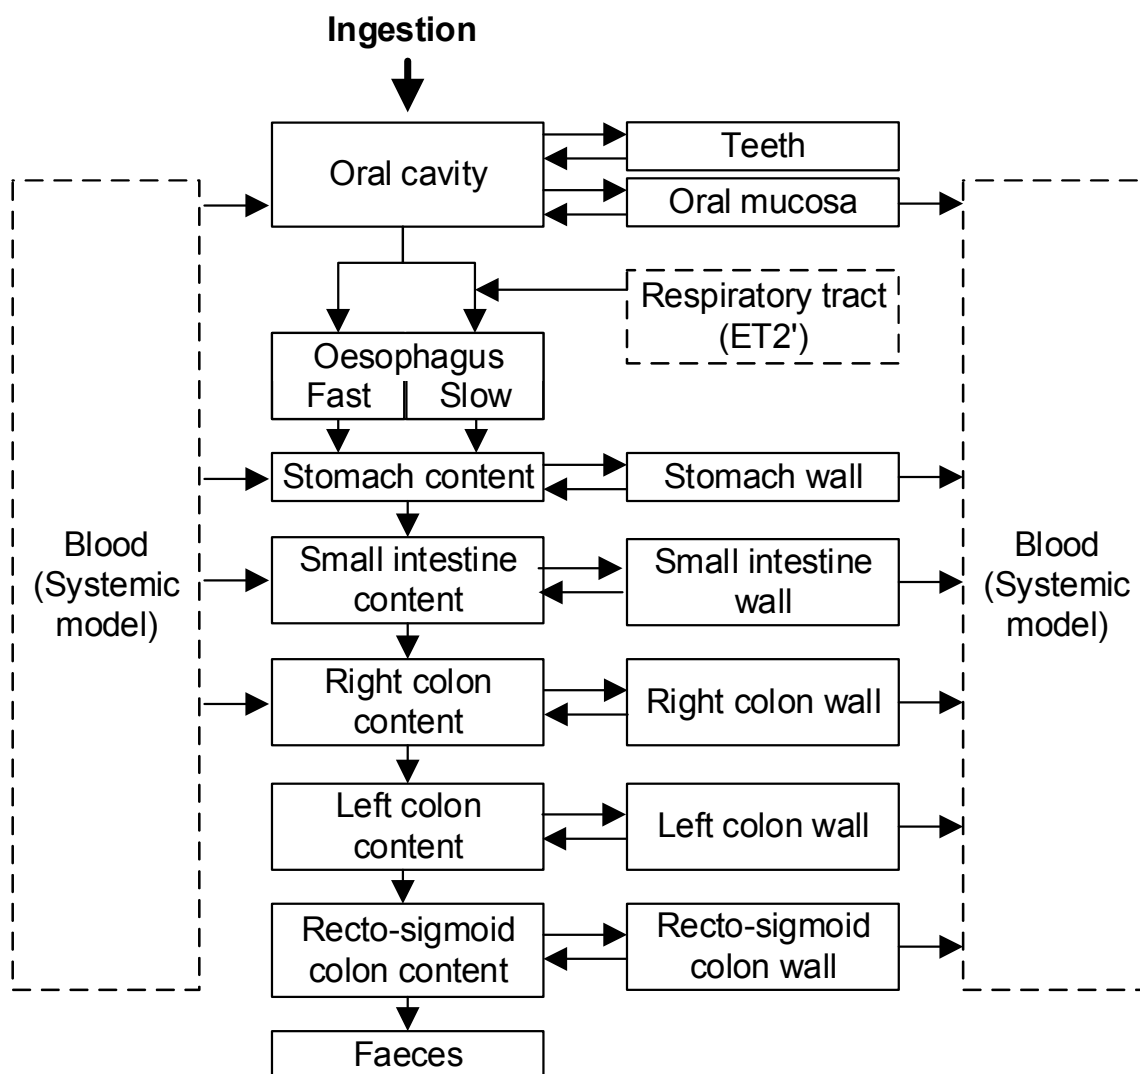 Ingestion
Oral cavity
Teeth
Oral mucosa
Respiratory tract
(ET2')
Oesophagus
Fast
Slow
Stomach content
Stomach wall
Blood
(Systemic
model)
Small intestine
content
Small intestine
wall
Blood
(Systemic
model)
Right colon
content
Right colon wall
Left colon
content
Left colon wall
Recto-sigmoid
colon content
Recto-sigmoid
colon wall
Faeces